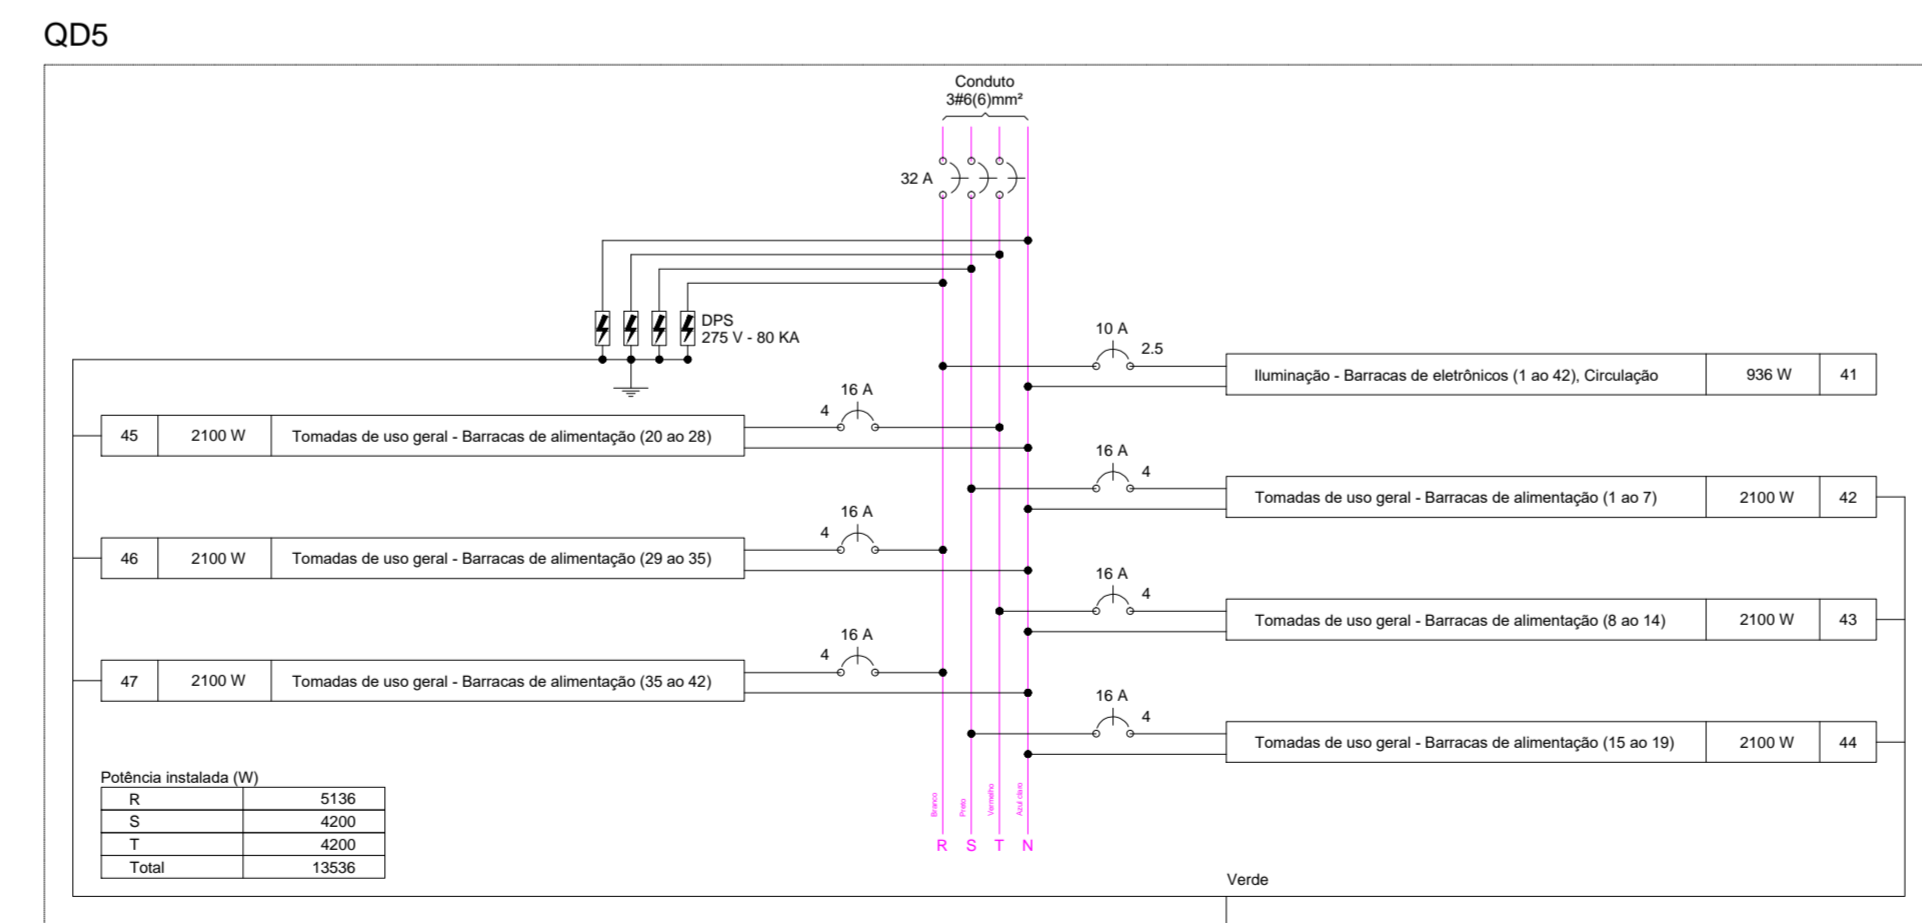 QD5
Conduto
3#6(6)mm²
32 A
DPS
275 V - 80 KA
10 A
2.5
Iluminação - Barracas de eletrônicos (1 ao 42), Circulação 936 W 41
16 A
4
45 2100 W Tomadas de uso geral - Barracas de alimentação (20 ao 28)
16 A
4
Tomadas de uso geral - Barracas de alimentação (1 ao 7) 2100 W 42
16 A
4
46 2100 W Tomadas de uso geral - Barracas de alimentação (29 ao 35)
16 A
4
Tomadas de uso geral - Barracas de alimentação (8 ao 14) 2100 W 43
16 A
4
47 2100 W Tomadas de uso geral - Barracas de alimentação (35 ao 42)
16 A
4
Tomadas de uso geral - Barracas de alimentação (15 ao 19) 2100 W 44
Potência instalada (W)
R 5136
S 4200
T 4200
Total 13536
Branco
Preto
Vermelho
Azul claro
R S T N
Verde